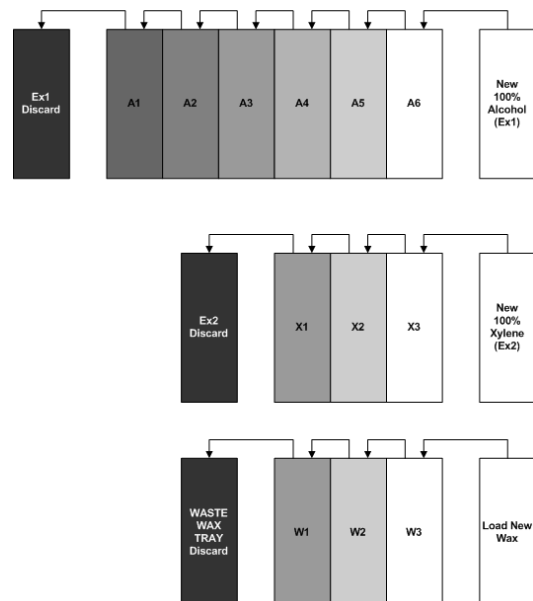 Ex1
Discard
A1
A2
A3
A4
A5
A6
New
100%
Alcohol
(Ex1)
Ex2
Discard
X1
X2
X3
New
100%
Xylene
(Ex2)
WASTE
WAX
TRAY
Discard
W1
W2
W3
Load New
Wax